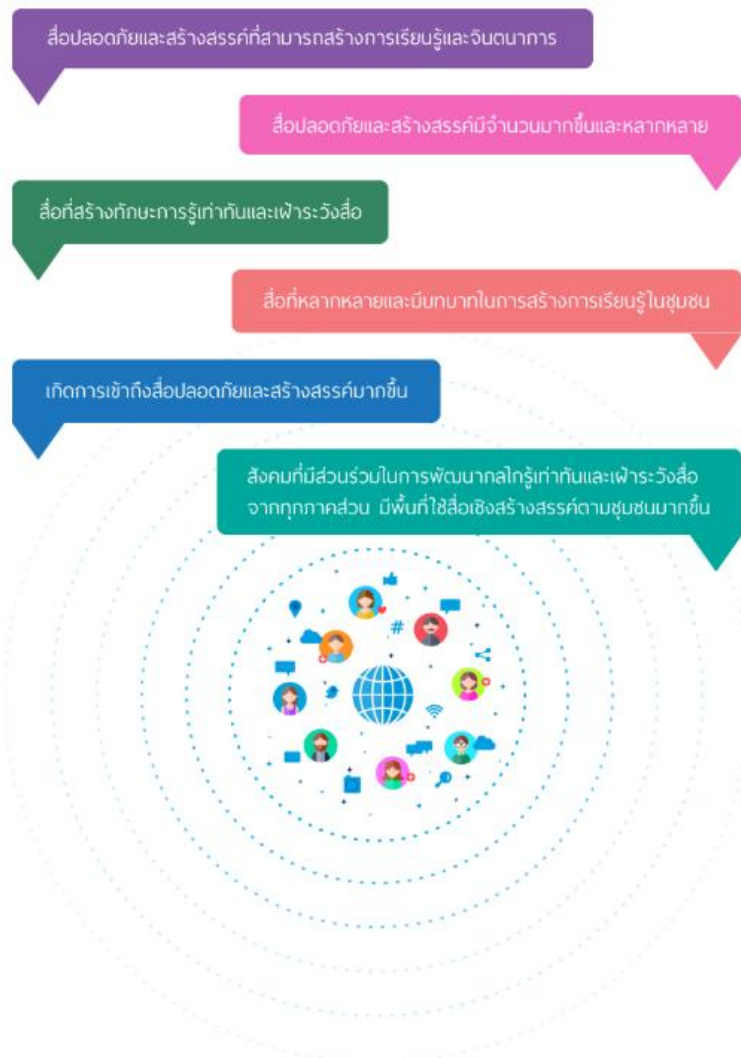 สื่อปลอดภัยและสร้างสรรค์ที่สามารถสร้างการเรียนรู้และจินตนาการ
สื่อปลอดภัยและสร้างสรรค์มีจำนวนมากขึ้นและหลากหลาย
สื่อที่สร้างทักษะการรู้เท่าทันและเฝ้าระวังสื่อ
สื่อที่หลากหลายและมีบทบาทในการสร้างการเรียนรู้ในชุมชน
เกิดการเข้าถึงสื่อปลอดภัยและสร้างสรรค์มากขึ้น
สังคมที่มีส่วนร่วมในการพัฒนากลไกรู้เท่าทันและเฝ้าระวังสื่อ
จากทุกภาคส่วน มีพื้นที่ใช้สื่อเชิงสร้างสรรค์ตามชุมชนมากขึ้น
#